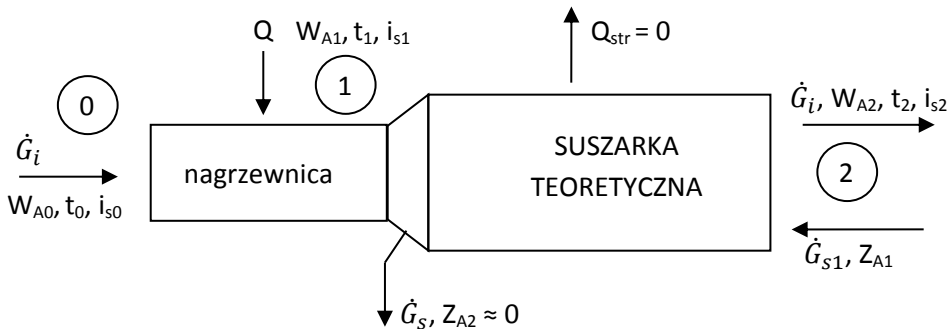 Q W_A1, t_1, i_s1
Q_str = 0
0
1
Ġ_i
W_A0, t_0, i_s0
nagrzewnica
SUSZARKA
TEORETYCZNA
Ġ_i, W_A2, t_2, i_s2
2
Ġ_s1, Z_A1
Ġ_s, Z_A2 ≈ 0